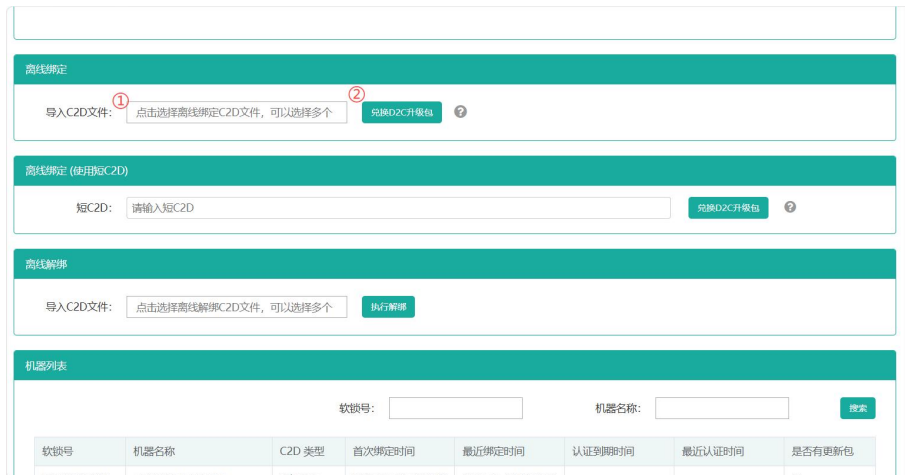 离线绑定
导入C2D文件： ① 点击选择离线绑定C2D文件，可以选择多个 ② 兑换D2C升级包 ?
离线绑定 (使用短C2D)
短C2D： 请输入短C2D 兑换D2C升级包 ?
离线解绑
导入C2D文件： 点击选择离线解绑C2D文件，可以选择多个 执行解绑
机器列表
软锁号： 机器名称： 搜索
软锁号 机器名称 C2D 类型 首次绑定时间 最近绑定时间 认证到期时间 最近认证时间 是否有更新包